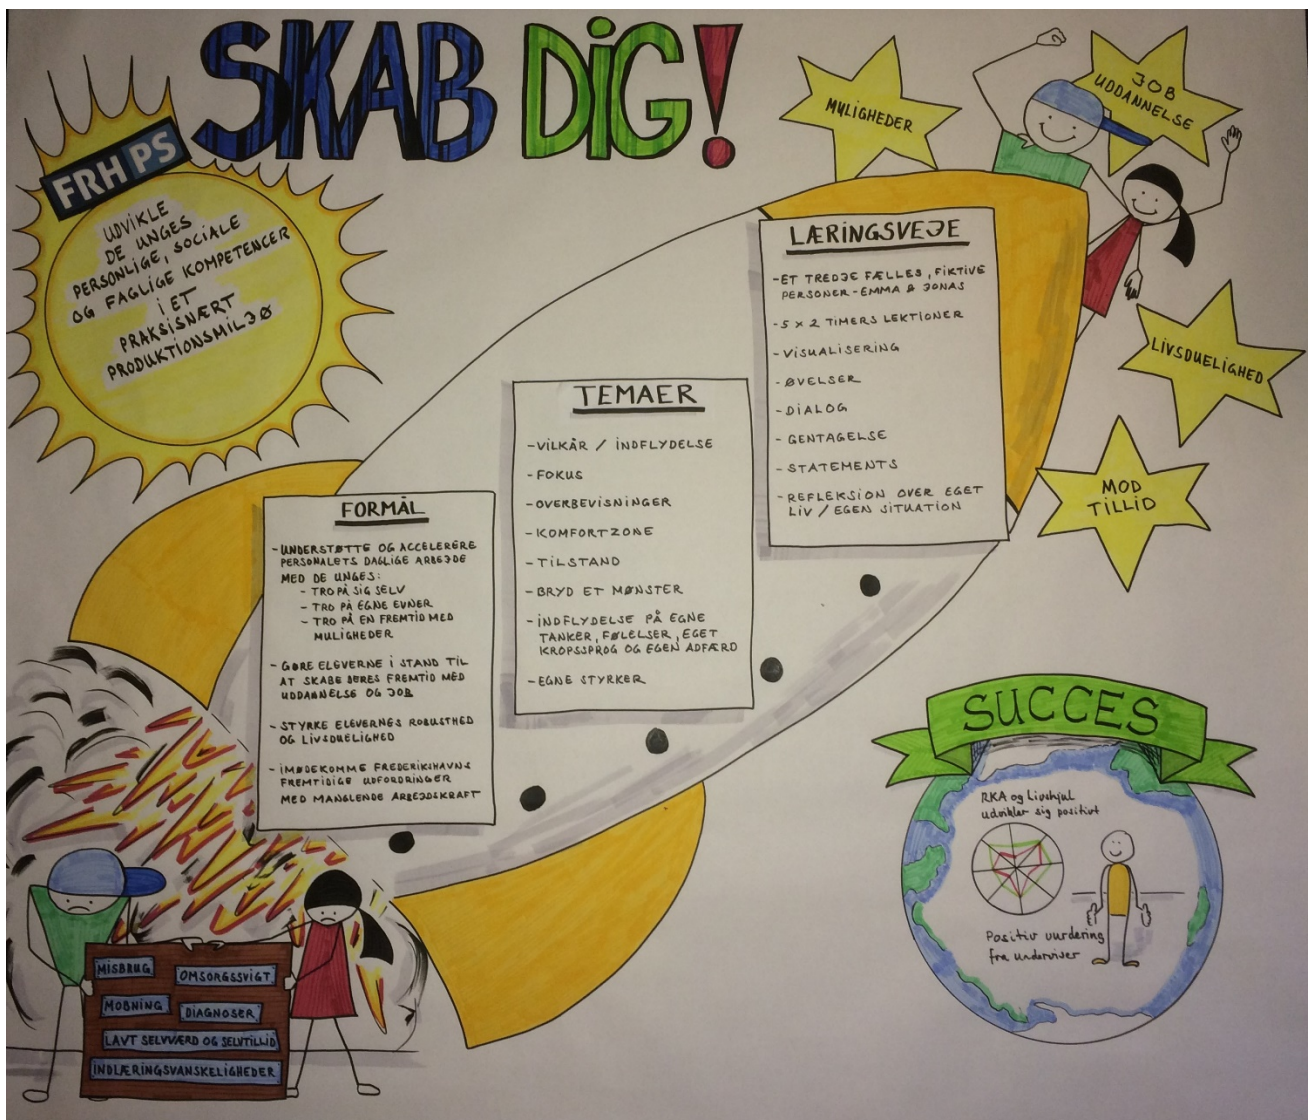 SKAB DIG!
FRH PS
UDVIKLE
DE UNGES
PERSONLIGE, SOCIALE
OG FAGLIGE KOMPETENCER
I ET
PRAKSISNÆRT
PRODUKTIONSMILJØ
MULIGHEDER
JOB
UDDANNELSE
LIVSDUELIGHED
MOD
TILLID
LÆRINGSVEJE
- ET TREDJE FÆLLES, FIKTIVE
PERSONER - EMMA & JONAS
- 5 x 2 TIMERS LEKTIONER
- VISUALISERING
- ØVELSER
- DIALOG
- GENTAGELSE
- STATEMENTS
- REFLEKSION OVER EGET
LIV / EGEN SITUATION
TEMAER
- VILKÅR / INDFLYDELSE
- FOKUS
- OVERBEVISNINGER
- KOMFORTZONE
- TILSTAND
- BRYD ET MØNSTER
- INDFLYDELSE PÅ EGNE
TANKER, FØLELSER, EGET
KROPSSPROG OG EGEN ADFÆRD
- EGNE STYRKER
FORMÅL
- UNDERSTØTTE OG ACCELERERE
PERSONALETS DAGLIGE ARBEJDE
MED DE UNGES:
- TRO PÅ SIG SELV
- TRO PÅ EGNE EVNER
- TRO PÅ EN FREMTID MED
MULIGHEDER
- GØRE ELEVERNE I STAND TIL
AT SKABE DERES FREMTID MED
UDDANNELSE OG JOB
- STYRKE ELEVERNES ROBUSTHED
OG LIVSDUELIGHED
- IMØDEKOMME FREDERIKSHAVNS
FREMTIDIGE UDFORDRINGER
MED MANGLENDE ARBEJDSKRAFT
MISBRUG
OMSORGSSVIGT
MOBNING
DIAGNOSER
LAVT SELVVÆRD OG SELVTILLID
INDLÆRINGSVANSKELIGHEDER
SUCCES
RKA og Livshjul
udvikler sig positivt
Positiv vurdering
fra underviser